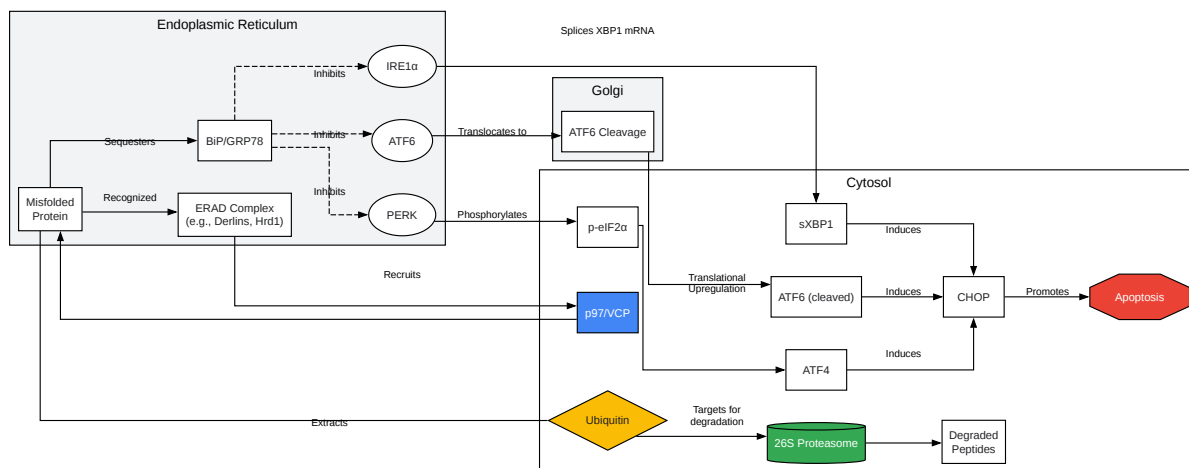 Endoplasmic Reticulum
Splices XBP1 mRNA
IRE1α
Inhibits
Golgi
BiP/GRP78
Inhibits
ATF6
Translocates to
ATF6 Cleavage
Sequesters
Cytosol
Misfolded
Protein
Recognized
ERAD Complex
(e.g., Derlins, Hrd1)
Inhibits
PERK
Phosphorylates
p-eIF2α
sXBP1
Induces
Recruits
Translational
Upregulation
ATF6 (cleaved)
Induces
CHOP
Promotes
Apoptosis
p97/VCP
ATF4
Induces
Extracts
Ubiquitin
Targets for
degradation
26S Proteasome
Degraded
Peptides